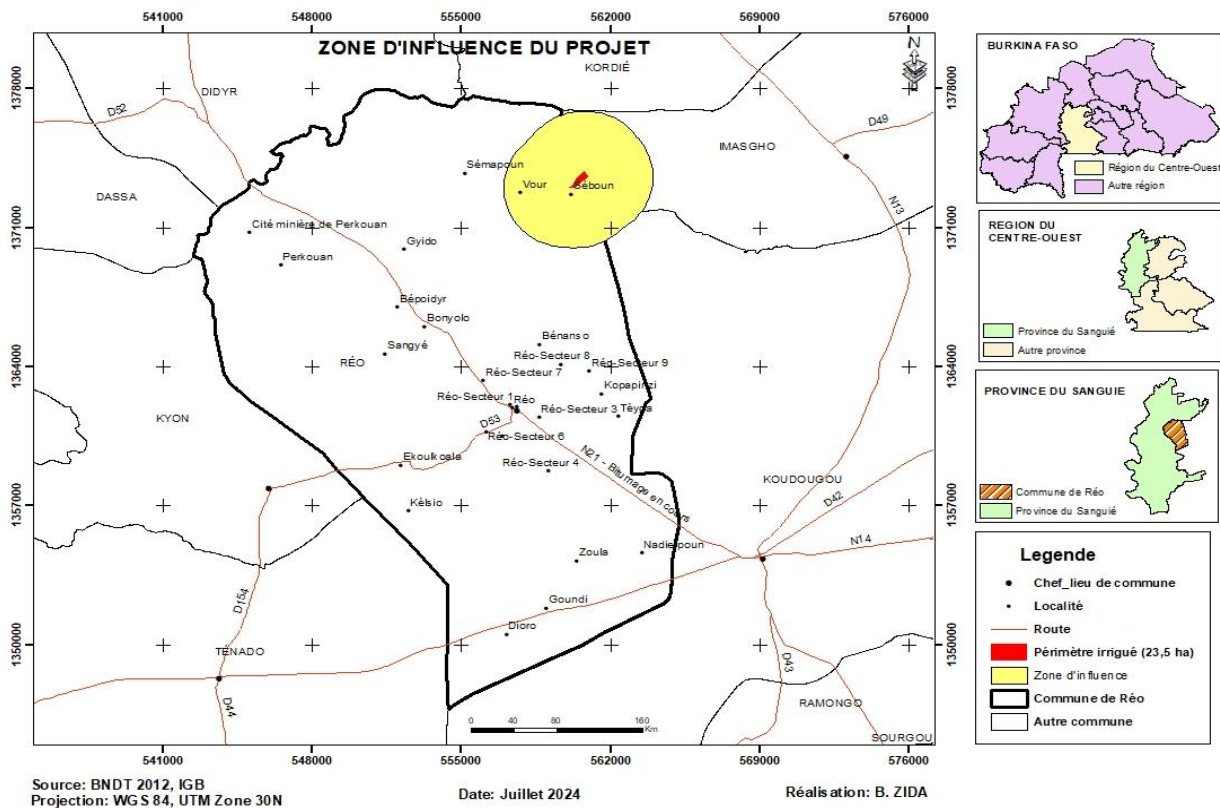 541000
548000
555000
562000
569000
576000
ZONE D'INFLUENCE DU PROJET
N
KORDIÉ
1378000
1378000
DIDYR
D52
D49
IMASGHO
Sémapoun
DASSA
Vour
Séboun
N13
1371000
1371000
Cité minière de Perkouan
Gyido
Perkouan
Bépoidyr
Bonyolo
Bénanso
Sangyé
RÉO
Réo-Secteur 8
1364000
1364000
Réo-Secteur 9
Réo-Secteur 7
Kopapinzi
Réo-Secteur 1
Réo
KYON
Réo-Secteur 3
D53
Réo-Secteur 6
Ekoulkoala
Réo-Secteur 4
N21 - Bitumage en cours
KOUDOUGOU
D42
1357000
1357000
Kèlsio
N14
Zoula
D154
Goundi
Dioro
1350000
1350000
TÉNADO
D43
D44
RAMONGO
0 40 80 160
Km
SOURGOU
541000
548000
555000
562000
569000
576000
Source: BNDT 2012, IGB
Projection: WGS 84, UTM Zone 30N
Date: Juillet 2024
Réalisation: B. ZIDA
BURKINA FASO
Région du Centre-Ouest
Autre région
REGION DU
CENTRE-OUEST
Province du Sanguié
Autre province
PROVINCE DU SANGUIE
Commune de Réo
Province du Sanguié
Legende
Chef_lieu de commune
Localité
Route
Périmètre irrigué (23,5 ha)
Zone d'influence
Commune de Réo
Autre commune